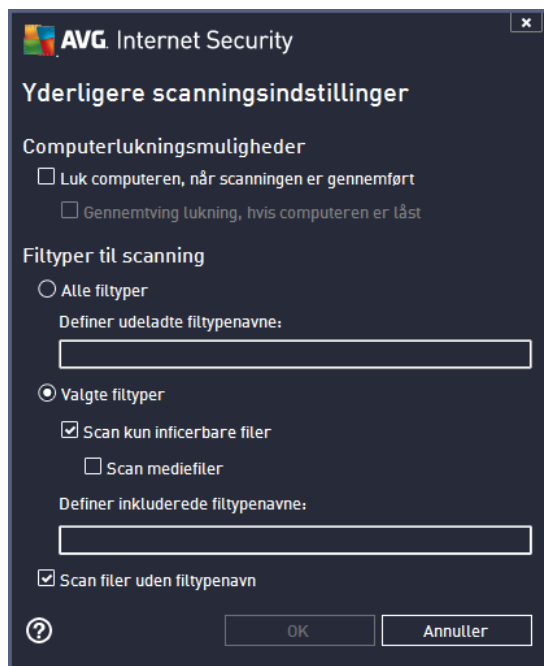 AVG. Internet Security
Yderligere scanningsindstillinger
Computerlukningsmuligheder
Luk computeren, når scanningen er gennemført
Gennemtving lukning, hvis computeren er låst
Filtyper til scanning
Alle filtyper
Definer udeladte filtypenavne:
Valgte filtyper
Scan kun inficerbare filer
Scan mediefiler
Definer inkluderede filtypenavne:
Scan filer uden filtypenavn
? OK Annuller